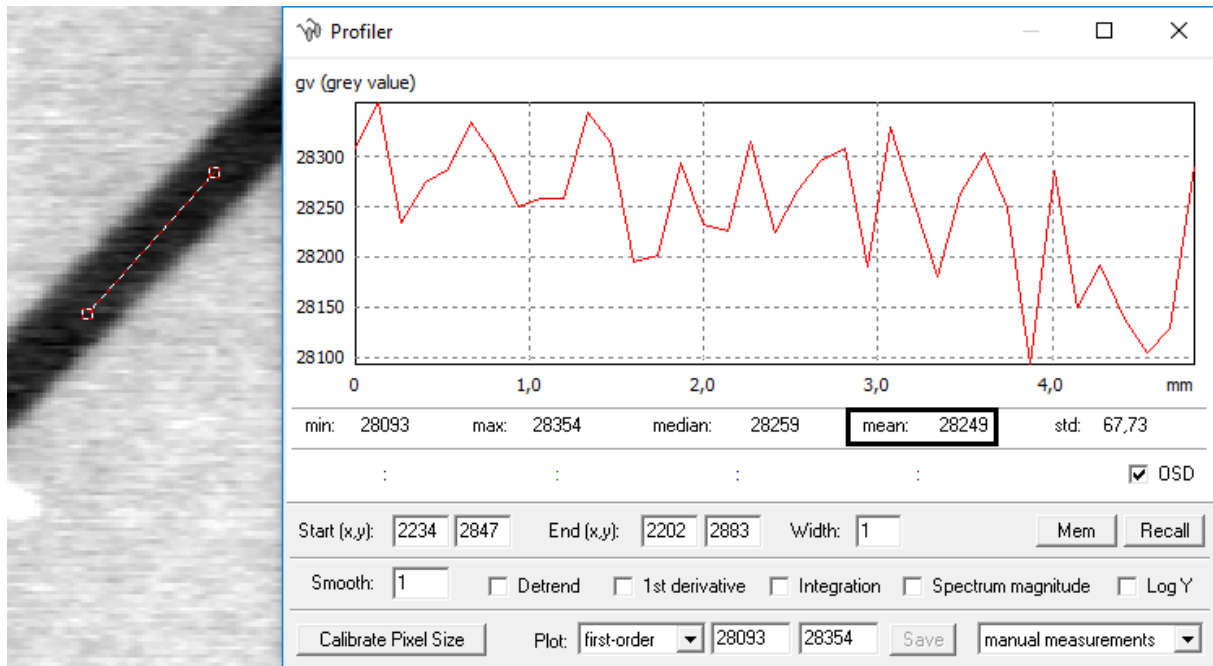 Profiler
gv (grey value)
28300
28250
28200
28150
28100
0 1,0 2,0 3,0 4,0 mm
min: 28093 max: 28354 median: 28259 mean: 28249 std: 67,73
: : : : OSD
Start (x,y): 2234 2847 End (x,y): 2202 2883 Width: 1 Mem Recall
Smooth: 1 Detrend 1st derivative Integration Spectrum magnitude Log Y
Calibrate Pixel Size Plot: first-order 28093 28354 Save manual measurements